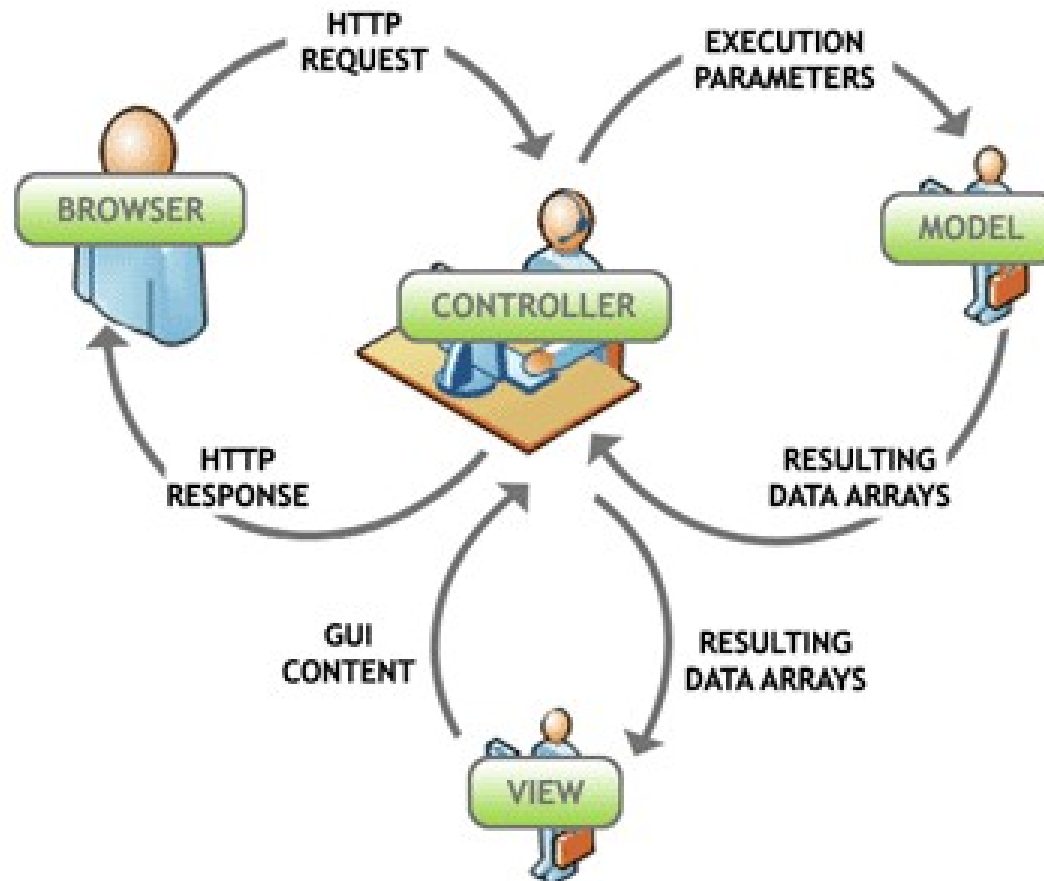 HTTP
REQUEST
EXECUTION
PARAMETERS
BROWSER
MODEL
CONTROLLER
HTTP
RESPONSE
RESULTING
DATA ARRAYS
GUI
CONTENT
RESULTING
DATA ARRAYS
VIEW